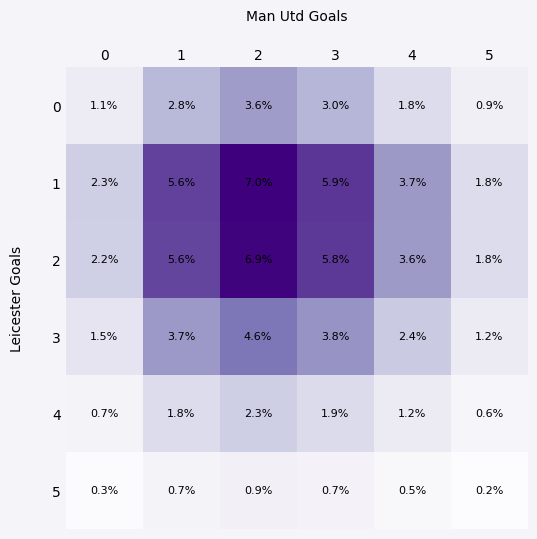 Man Utd Goals
0 1 2 3 4 5
0 1.1% 2.8% 3.6% 3.0% 1.8% 0.9%
1 2.3% 5.6% 7.0% 5.9% 3.7% 1.8%
2 2.2% 5.6% 6.9% 5.8% 3.6% 1.8%
3 1.5% 3.7% 4.6% 3.8% 2.4% 1.2%
4 0.7% 1.8% 2.3% 1.9% 1.2% 0.6%
5 0.3% 0.7% 0.9% 0.7% 0.5% 0.2%
Leicester Goals